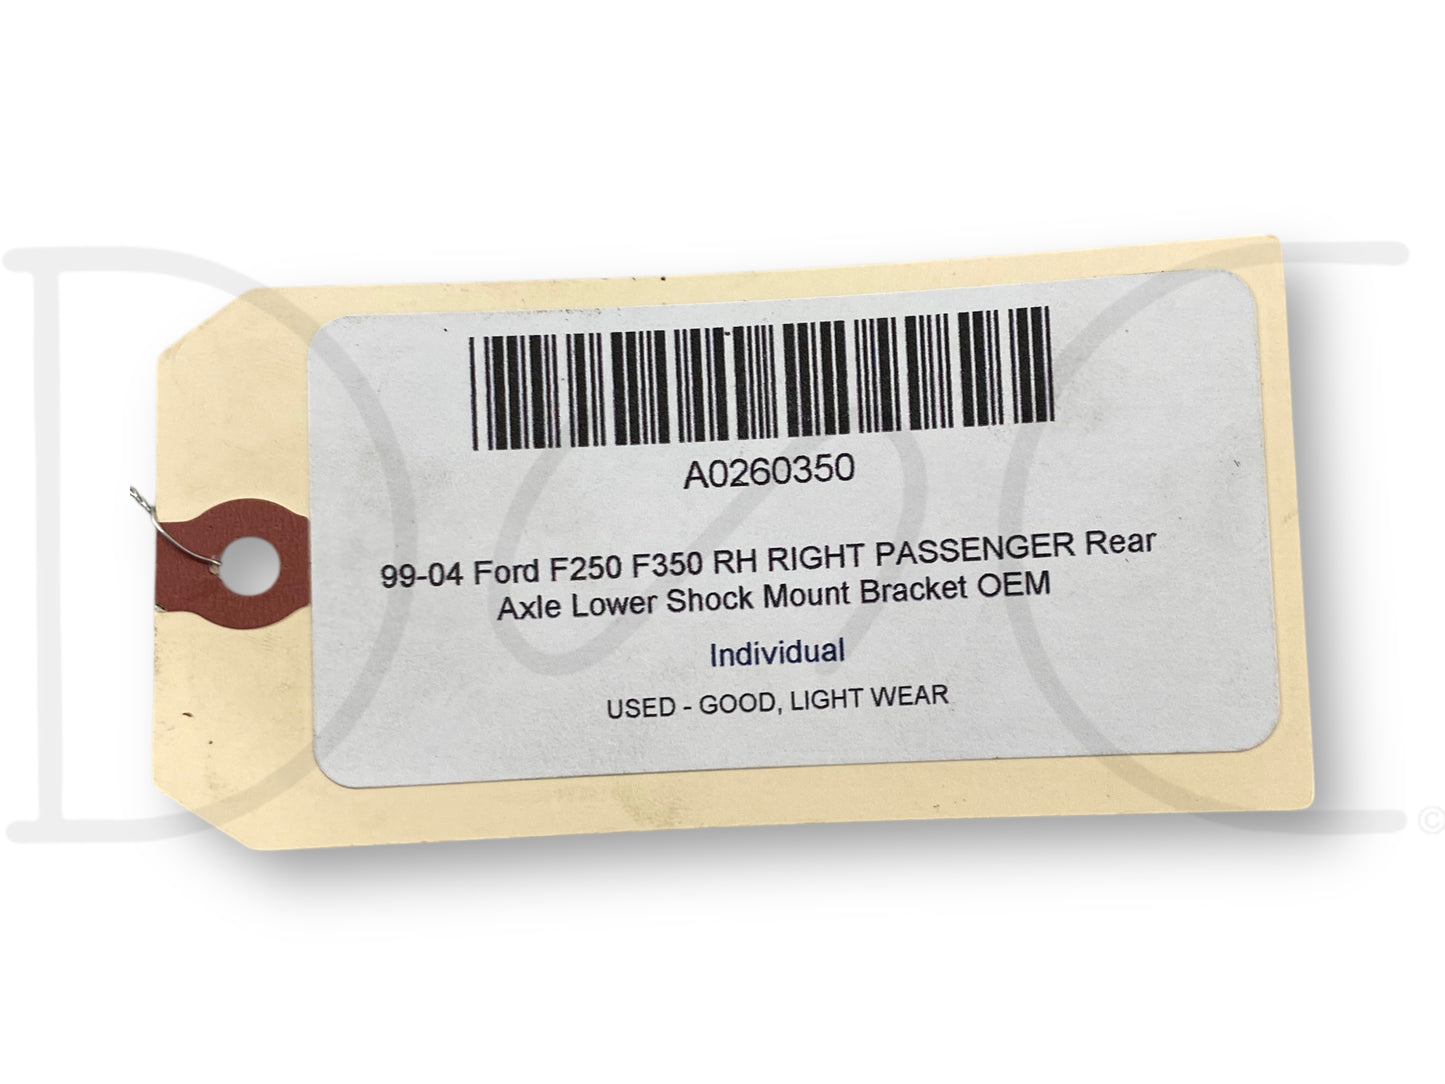 A0260350
99-04 Ford F250 F350 RH RIGHT PASSENGER Rear
Axle Lower Shock Mount Bracket OEM
Individual
USED - GOOD, LIGHT WEAR
DSC
©